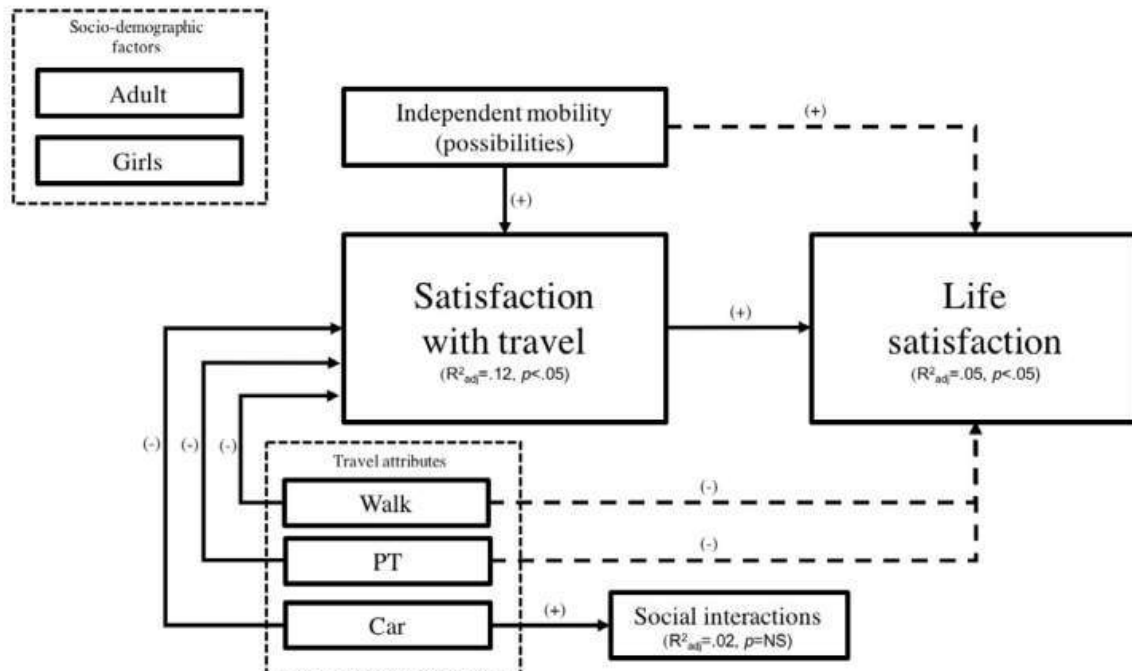 Socio-demographic
factors
Adult
Girls
Independent mobility
(possibilities)
(+)
(+)
Satisfaction
with travel
(R²adj=.12, p<.05)
(+)
Life
satisfaction
(R²adj=.05, p<.05)
(-)
(-)
(-)
Travel attributes
Walk
(-)
PT
(-)
Car
(+)
Social interactions
(R²adj=.02, p=NS)